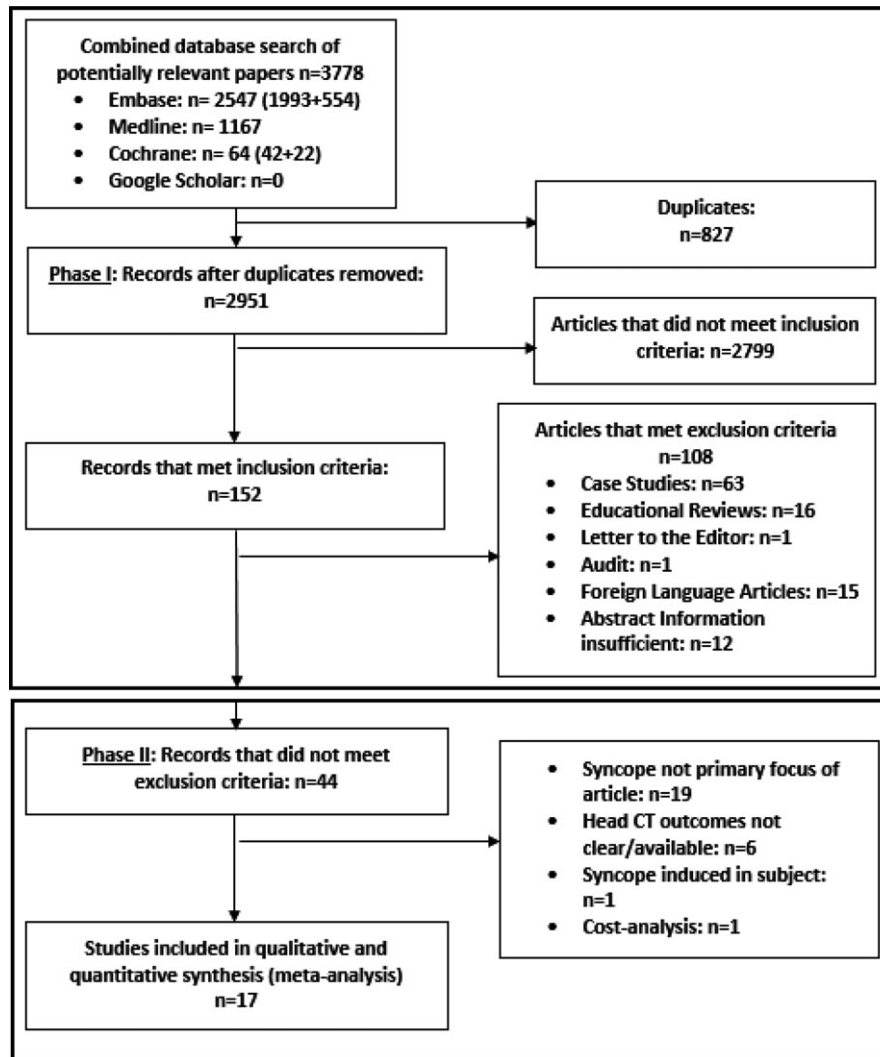 Combined database search of
potentially relevant papers n=3778
• Embase: n= 2547 (1993+554)
• Medline: n= 1167
• Cochrane: n= 64 (42+22)
• Google Scholar: n=0
Duplicates:
n=827
Phase I: Records after duplicates removed:
n=2951
Articles that did not meet inclusion
criteria: n=2799
Records that met inclusion criteria:
n=152
Articles that met exclusion criteria
n=108
• Case Studies: n=63
• Educational Reviews: n=16
• Letter to the Editor: n=1
• Audit: n=1
• Foreign Language Articles: n=15
• Abstract Information
insufficient: n=12
Phase II: Records that did not meet
exclusion criteria: n=44
• Syncope not primary focus of
article: n=19
• Head CT outcomes not
clear/available: n=6
• Syncope induced in subject:
n=1
• Cost-analysis: n=1
Studies included in qualitative and
quantitative synthesis (meta-analysis)
n=17